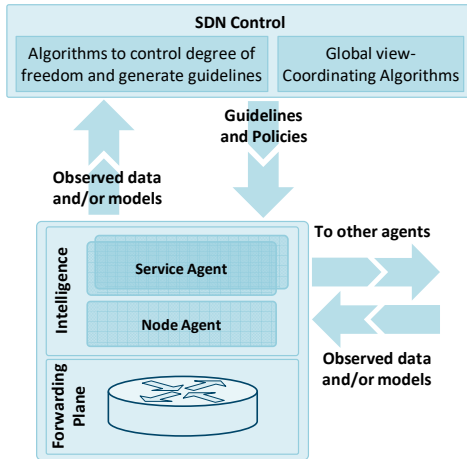 SDN Control
Algorithms to control degree of
freedom and generate guidelines
Global view-
Coordinating Algorithms
Guidelines
and Policies
Observed data
and/or models
To other agents
Intelligence
Service Agent
Node Agent
Observed data
and/or models
Forwarding
Plane